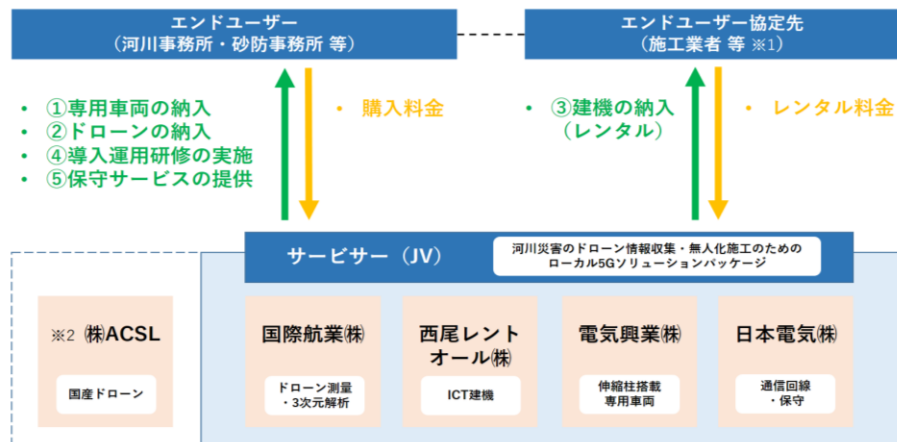 エンドユーザー
（河川事務所・砂防事務所 等）
エンドユーザー協定先
（施工業者 等 ※1）
• ①専用車両の納入
• ②ドローンの納入
• ④導入運用研修の実施
• ⑤保守サービスの提供
• 購入料金
• ③建機の納入
（レンタル）
• レンタル料金
サービサー（JV）
河川災害のドローン情報収集・無人化施工のための
ローカル5Gソリューションパッケージ
※2 ㈱ACSL
国産ドローン
国際航業㈱
ドローン測量
・3次元解析
西尾レント
オール㈱
ICT建機
電気興業㈱
伸縮柱搭載
専用車両
日本電気㈱
通信回線
・保守